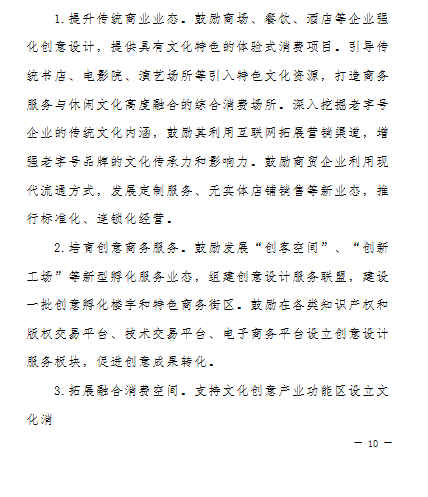 1.提升传统商业业态。鼓励商场、餐饮、酒店等企业强
化创意设计，提供具有文化特色的体验式消费项目。引导传
统书店、电影院、演艺场所等引入特色文化资源，打造商务
服务与休闲文化高度融合的综合消费场所。深入挖掘老字号
企业的传统文化内涵，鼓励其利用互联网拓展营销渠道，增
强老字号品牌的文化传承力和影响力。鼓励商贸企业利用现
代流通方式，发展定制服务、无实体店铺销售等新业态，推
行标准化、连锁化经营。
2.培育创意商务服务。鼓励发展“创客空间”、“创新
工场”等新型孵化服务业态，组建创意设计服务联盟，建设
一批创意孵化楼宇和特色商务街区。鼓励在各类知识产权和
版权交易平台、技术交易平台、电子商务平台设立创意设计
服务板块，促进创意成果转化。
3.拓展融合消费空间。支持文化创意产业功能区设立文
化消
— 10 —